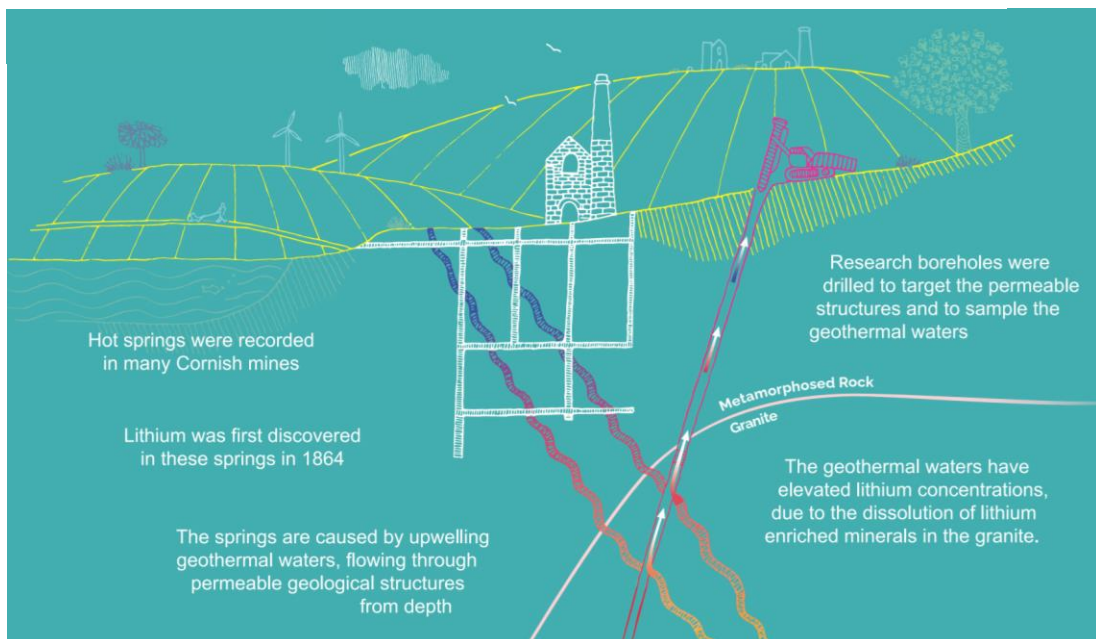 Hot springs were recorded
in many Cornish mines
Lithium was first discovered
in these springs in 1864
The springs are caused by upwelling
geothermal waters, flowing through
permeable geological structures
from depth
Research boreholes were
drilled to target the permeable
structures and to sample the
geothermal waters
Metamorphosed Rock
Granite
The geothermal waters have
elevated lithium concentrations,
due to the dissolution of lithium
enriched minerals in the granite.